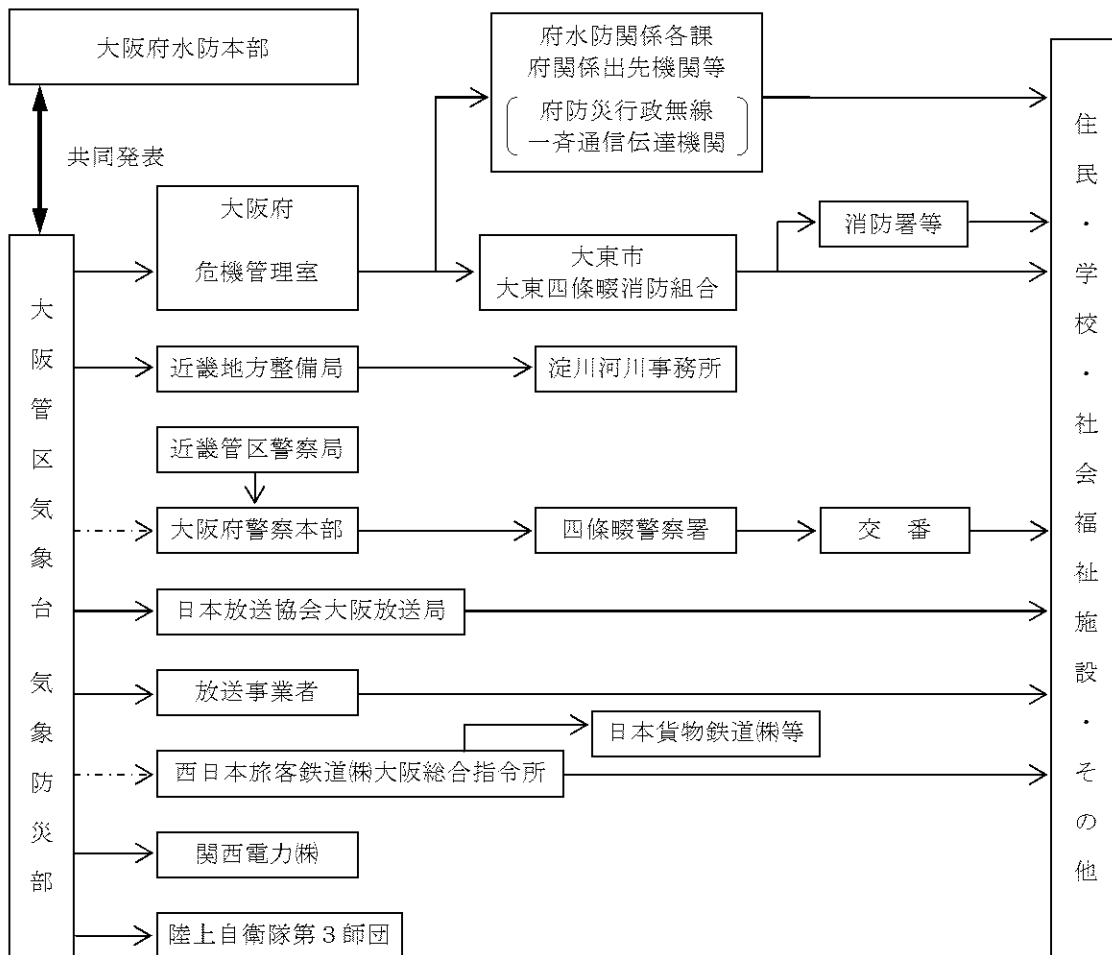 大阪府水防本部
共同発表
大阪管区気象台 気象防災部
大阪府
危機管理室
府水防関係各課
府関係出先機関等
府防災行政無線
一斉通信伝達機関
大東市
大東四條畷消防組合
消防署等
近畿地方整備局
淀川河川事務所
近畿管区警察局
大阪府警察本部
四條畷警察署
交 番
日本放送協会大阪放送局
放送事業者
日本貨物鉄道㈱等
西日本旅客鉄道㈱大阪総合指令所
関西電力㈱
陸上自衛隊第3師団
住民・学校・社会福祉施設・その他